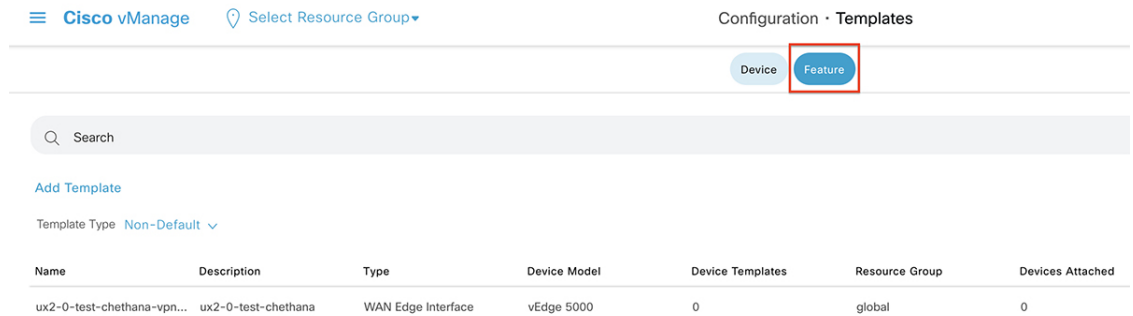 Cisco vManage Select Resource Group Configuration · Templates
Device Feature
Search
Add Template
Template Type Non-Default
Name Description Type Device Model Device Templates Resource Group Devices Attached
ux2-0-test-chethana-vpn... ux2-0-test-chethana WAN Edge Interface vEdge 5000 0 global 0